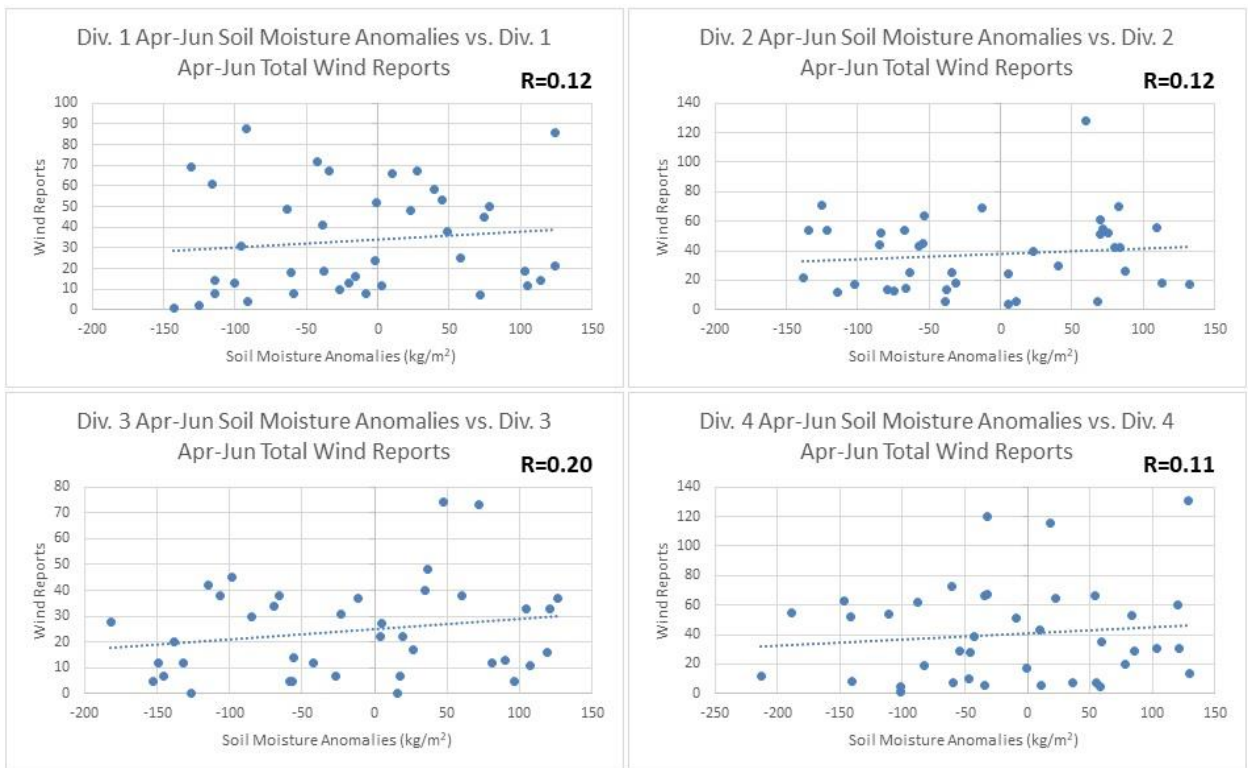 Div. 1 Apr-Jun Soil Moisture Anomalies vs. Div. 1
Apr-Jun Total Wind Reports
R=0.12
100
90
80
70
60
50
40
30
20
10
0
Wind Reports
-200 -150 -100 -50 0 50 100 150
Soil Moisture Anomalies (kg/m²)
Div. 2 Apr-Jun Soil Moisture Anomalies vs. Div. 2
Apr-Jun Total Wind Reports
R=0.12
140
120
100
80
60
40
20
0
Wind Reports
-200 -150 -100 -50 0 50 100 150
Soil Moisture Anomalies (kg/m²)
Div. 3 Apr-Jun Soil Moisture Anomalies vs. Div. 3
Apr-Jun Total Wind Reports
R=0.20
80
70
60
50
40
30
20
10
0
Wind Reports
-200 -150 -100 -50 0 50 100 150
Soil Moisture Anomalies (kg/m²)
Div. 4 Apr-Jun Soil Moisture Anomalies vs. Div. 4
Apr-Jun Total Wind Reports
R=0.11
140
120
100
80
60
40
20
0
Wind Reports
-250 -200 -150 -100 -50 0 50 100 150
Soil Moisture Anomalies (kg/m²)